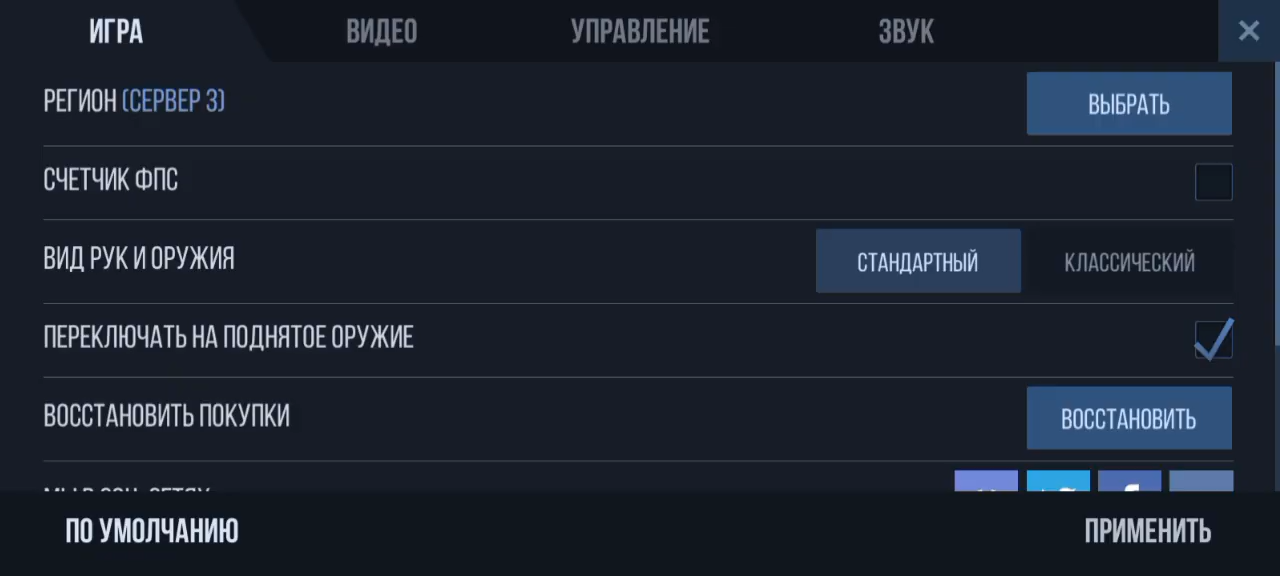 ИГРА ВИДЕО УПРАВЛЕНИЕ ЗВУК
РЕГИОН (СЕРВЕР 3) ВЫБРАТЬ
СЧЕТЧИК ФПС
ВИД РУК И ОРУЖИЯ СТАНДАРТНЫЙ КЛАССИЧЕСКИЙ
ПЕРЕКЛЮЧАТЬ НА ПОДНЯТОЕ ОРУЖИЕ
ВОССТАНОВИТЬ ПОКУПКИ ВОССТАНОВИТЬ
ПО УМОЛЧАНИЮ ПРИМЕНИТЬ